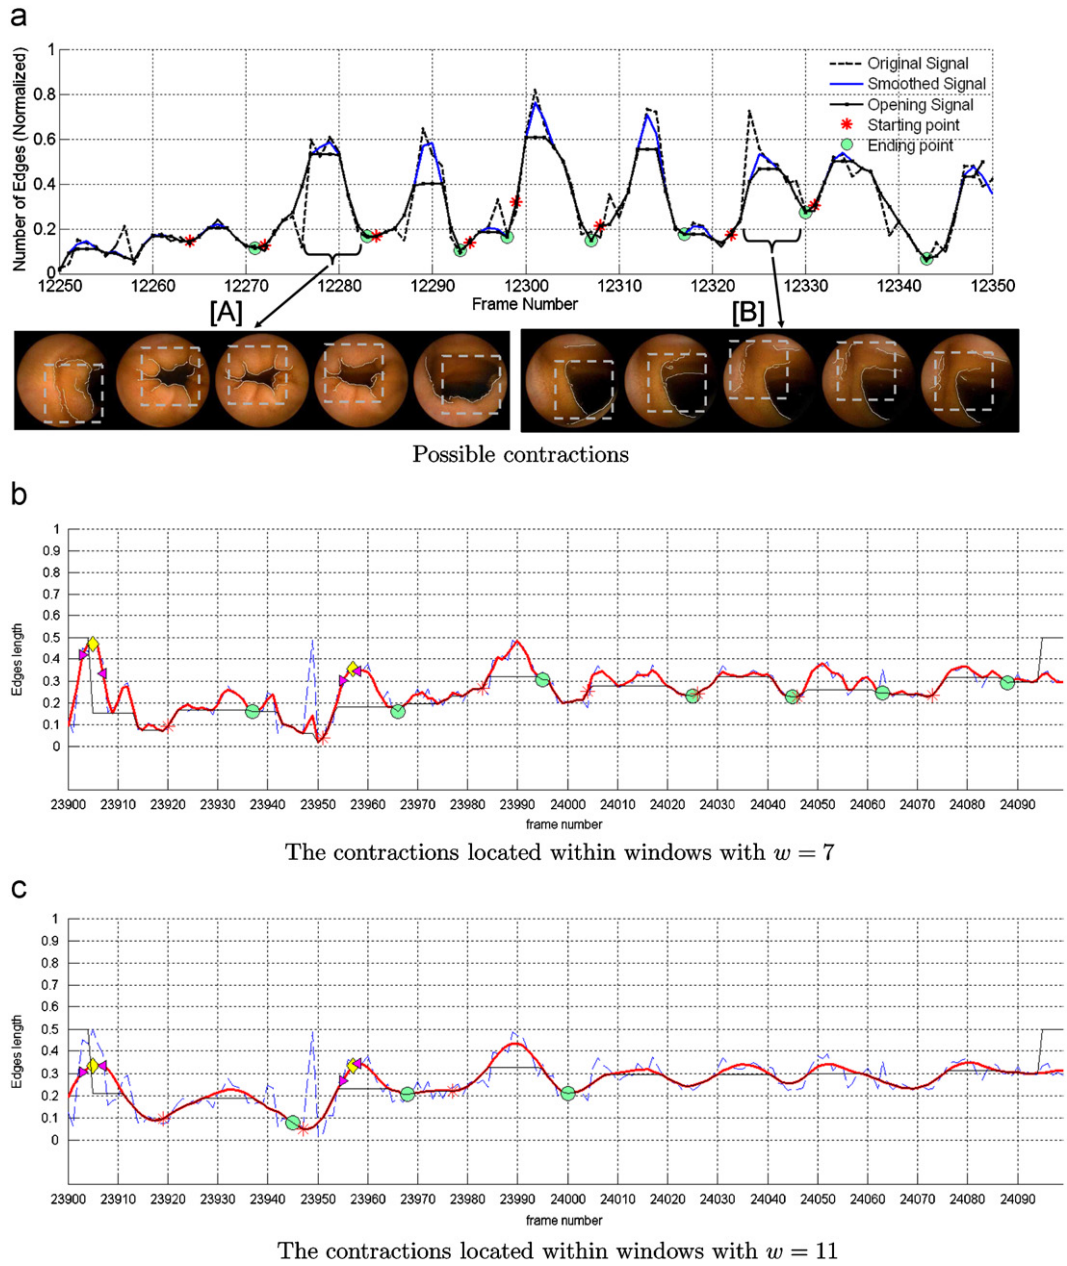 a
Number of Edges (Normalized)
1
0.8
0.6
0.4
0.2
0
Original Signal
Smoothed Signal
Opening Signal
Starting point
Ending point
12250 12260 12270 12280 12290 12300 12310 12320 12330 12340 12350
Frame Number
[A] [B]
Possible contractions
b
Edges length
1
0.9
0.8
0.7
0.6
0.5
0.4
0.3
0.2
0.1
0
23900 23910 23920 23930 23940 23950 23960 23970 23980 23990 24000 24010 24020 24030 24040 24050 24060 24070 24080 24090
frame number
The contractions located within windows with w = 7
c
Edges length
1
0.9
0.8
0.7
0.6
0.5
0.4
0.3
0.2
0.1
0
23900 23910 23920 23930 23940 23950 23960 23970 23980 23990 24000 24010 24020 24030 24040 24050 24060 24070 24080 24090
frame number
The contractions located within windows with w = 11